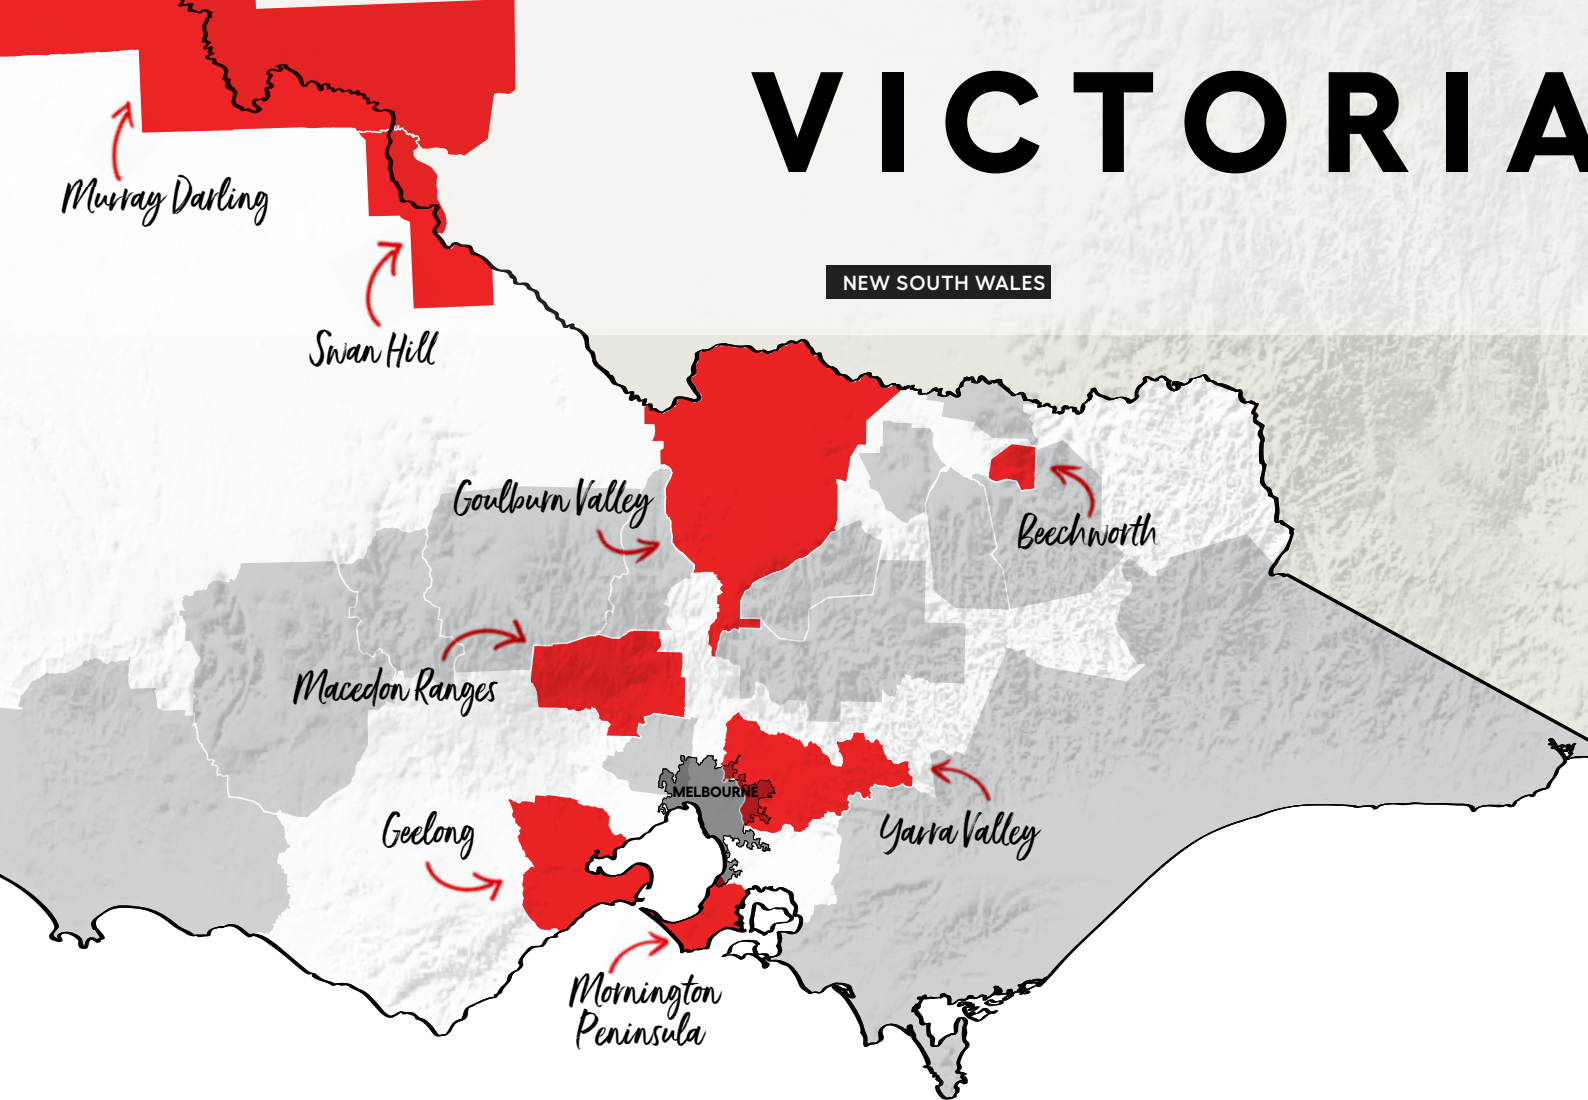 VICTORIA
Murray Darling
NEW SOUTH WALES
Swan Hill
Goulburn Valley
Beechworth
Macedon Ranges
MELBOURNE
Geelong
Yarra Valley
Mornington
Peninsula